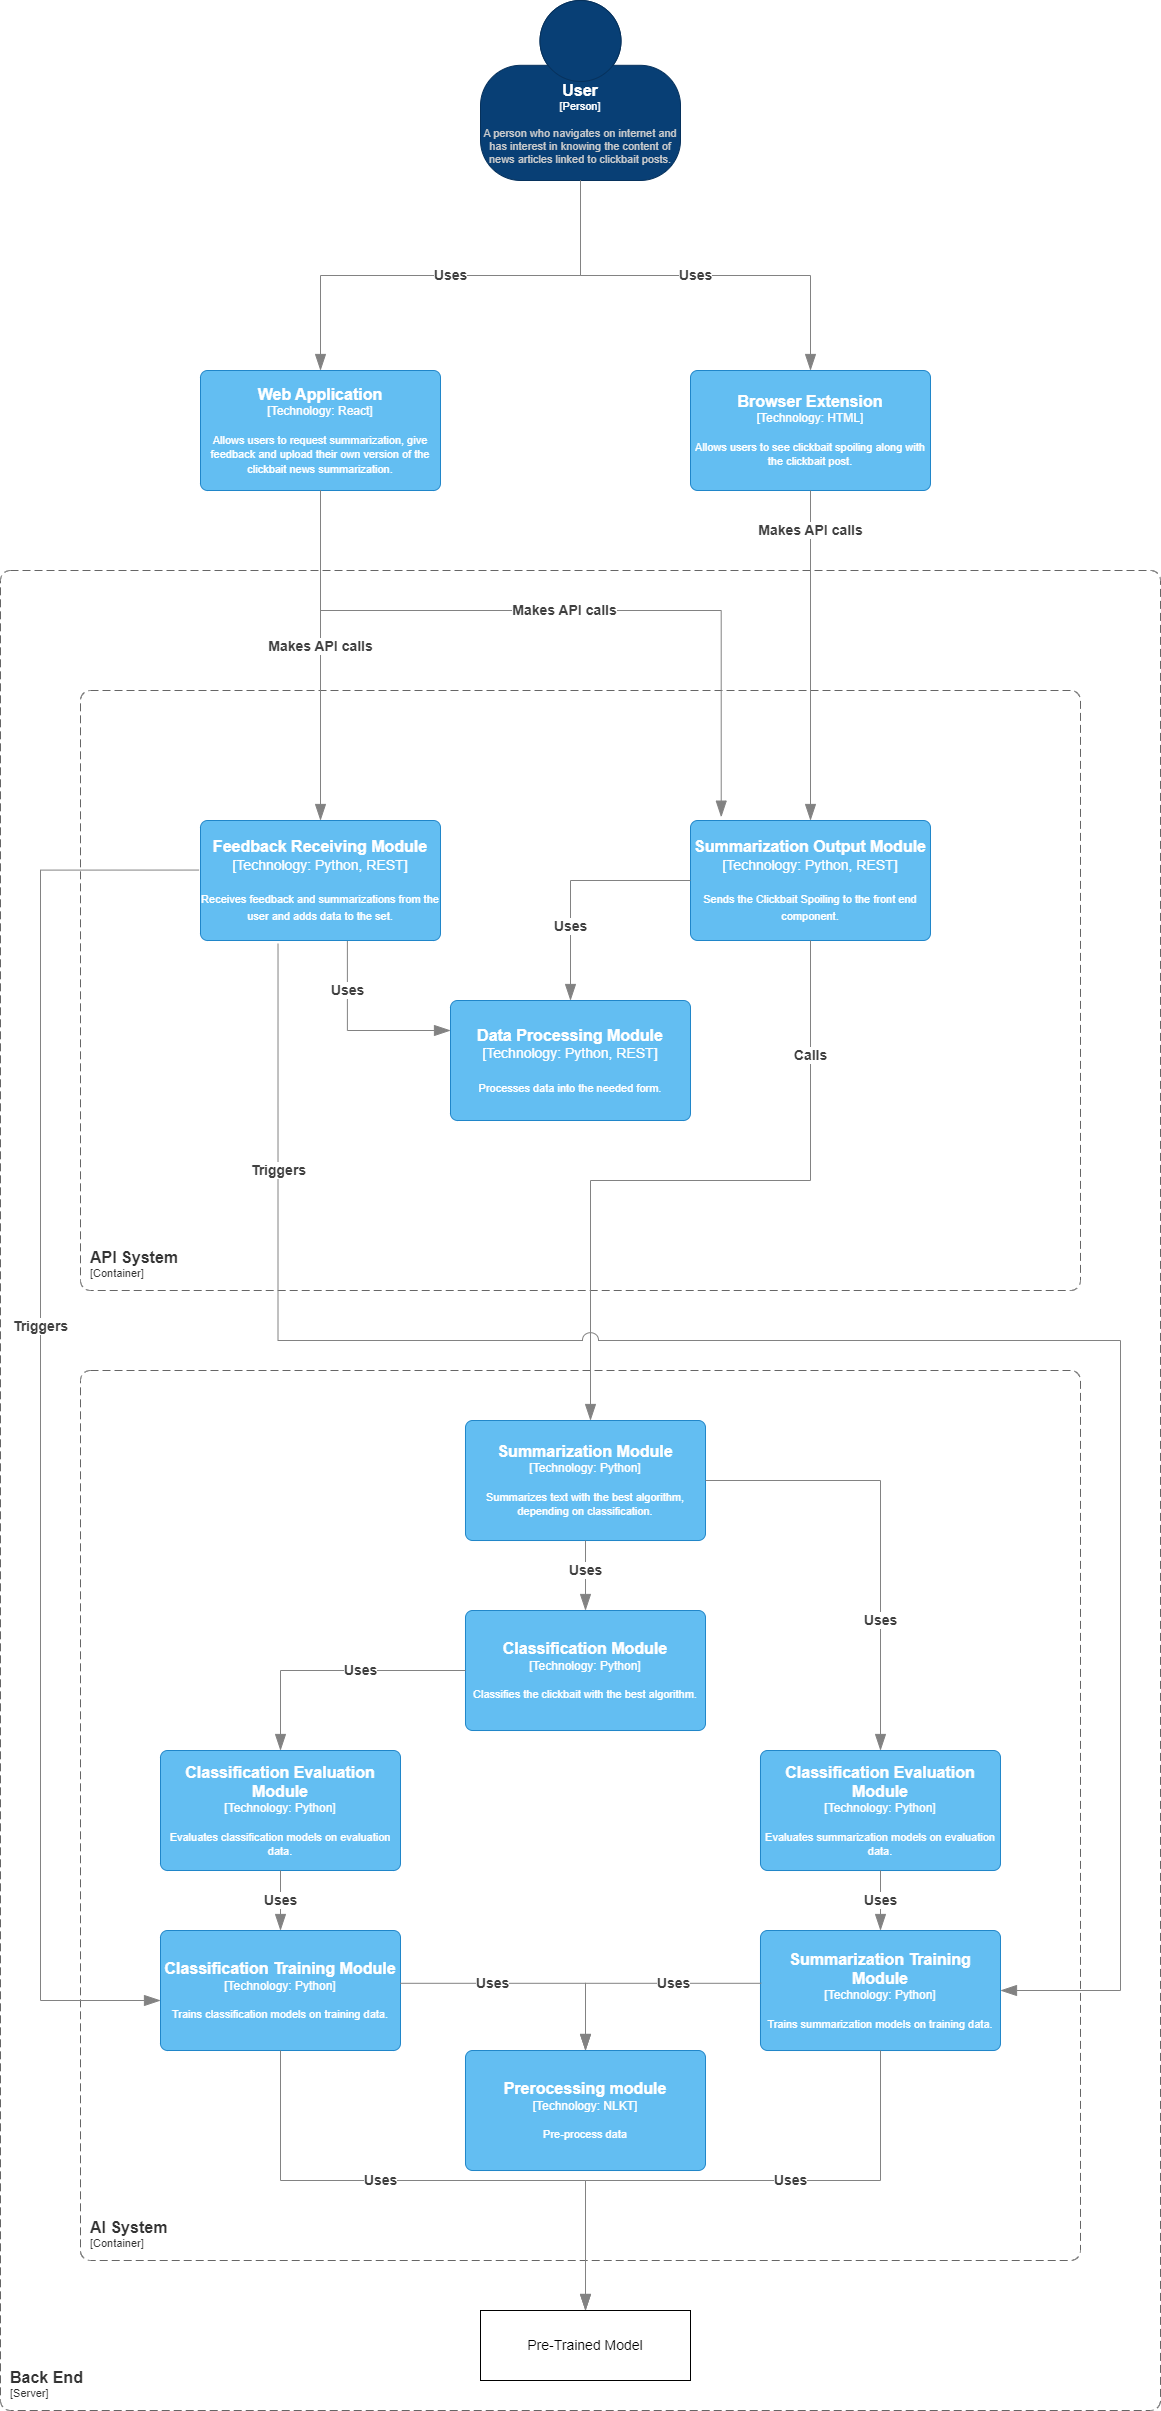 User
[Person]
A person who navigates on internet and
has interest in knowing the content of
news articles linked to clickbait posts.
Uses
Uses
Web Application
[Technology: React]
Allows users to request summarization, give
feedback and upload their own version of the
clickbait news summarization.
Browser Extension
[Technology: HTML]
Allows users to see clickbait spoiling along with
the clickbait post.
Makes API calls
Makes API calls
Makes API calls
Feedback Receiving Module
[Technology: Python, REST]
Receives feedback and summarizations from the
user and adds data to the set.
Summarization Output Module
[Technology: Python, REST]
Sends the Clickbait Spoiling to the front end
component.
Uses
Uses
Data Processing Module
[Technology: Python, REST]
Processes data into the needed form.
Calls
Triggers
API System
[Container]
Triggers
Summarization Module
[Technology: Python]
Summarizes text with the best algorithm,
depending on classification.
Uses
Uses
Classification Module
[Technology: Python]
Classifies the clickbait with the best algorithm.
Uses
Classification Evaluation
Module
[Technology: Python]
Evaluates classification models on evaluation
data.
Classification Evaluation
Module
[Technology: Python]
Evaluates summarization models on evaluation
data.
Uses
Uses
Classification Training Module
[Technology: Python]
Trains classification models on training data.
Summarization Training
Module
[Technology: Python]
Trains summarization models on training data.
Uses
Uses
Prerocessing module
[Technology: NLKT]
Pre-process data
Uses
Uses
AI System
[Container]
Pre-Trained Model
Back End
[Server]